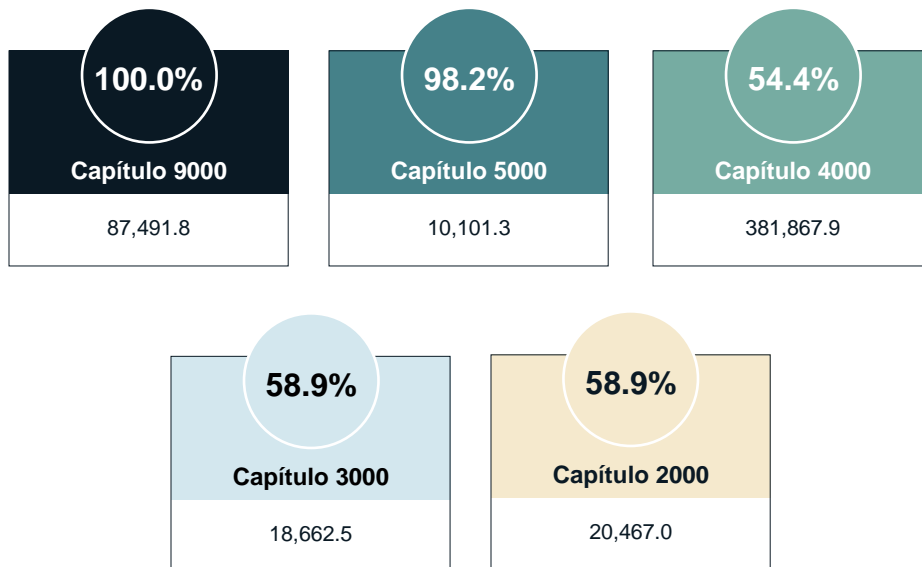 100.0%
Capítulo 9000
87,491.8
98.2%
Capítulo 5000
10,101.3
54.4%
Capítulo 4000
381,867.9
58.9%
Capítulo 3000
18,662.5
58.9%
Capítulo 2000
20,467.0